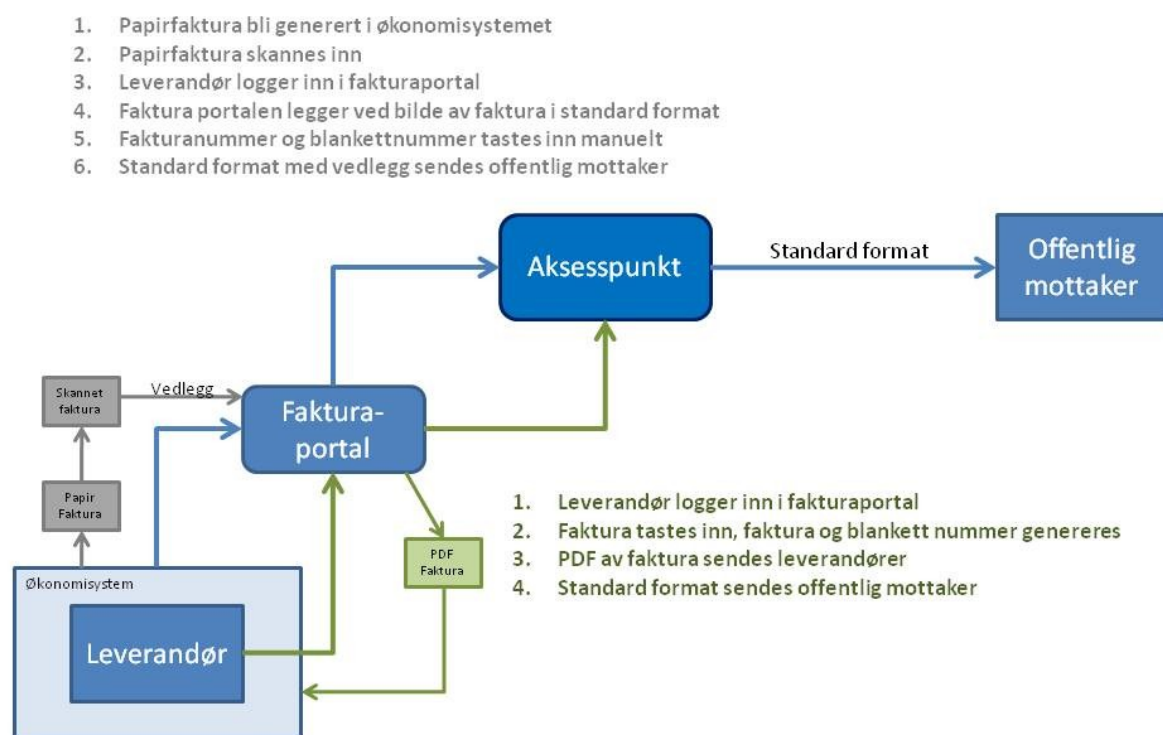 1. Papirfaktura bli generert i økonomisystemet
2. Papirfaktura skannes inn
3. Leverandør logger inn i fakturaportal
4. Faktura portalen legger ved bilde av faktura i standard format
5. Fakturanummer og blankettnummer tastes inn manuelt
6. Standard format med vedlegg sendes offentlig mottaker
Aksesspunkt
Standard format
Offentlig
mottaker
Skannet
faktura
Vedlegg
Faktura-
portal
Papir
Faktura
PDF
Faktura
1. Leverandør logger inn i fakturaportal
2. Faktura tastes inn, faktura og blankett nummer genereres
3. PDF av faktura sendes leverandører
4. Standard format sendes offentlig mottaker
Økonomisystem
Leverandør